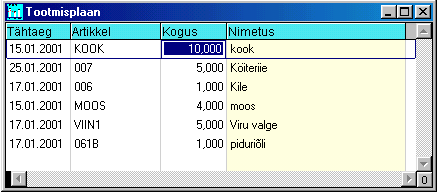 Tootmisplaan
Tähtaeg Artikkel Kogus Nimetus
15.01.2001 KOOK 10,000 kook
25.01.2001 007 5,000 Köiteriie
17.01.2001 006 1,000 Kile
15.01.2001 MOOS 4,000 moos
17.01.2001 VIIN1 5,000 Viru valge
17.01.2001 061B 1,000 piduriõli
0